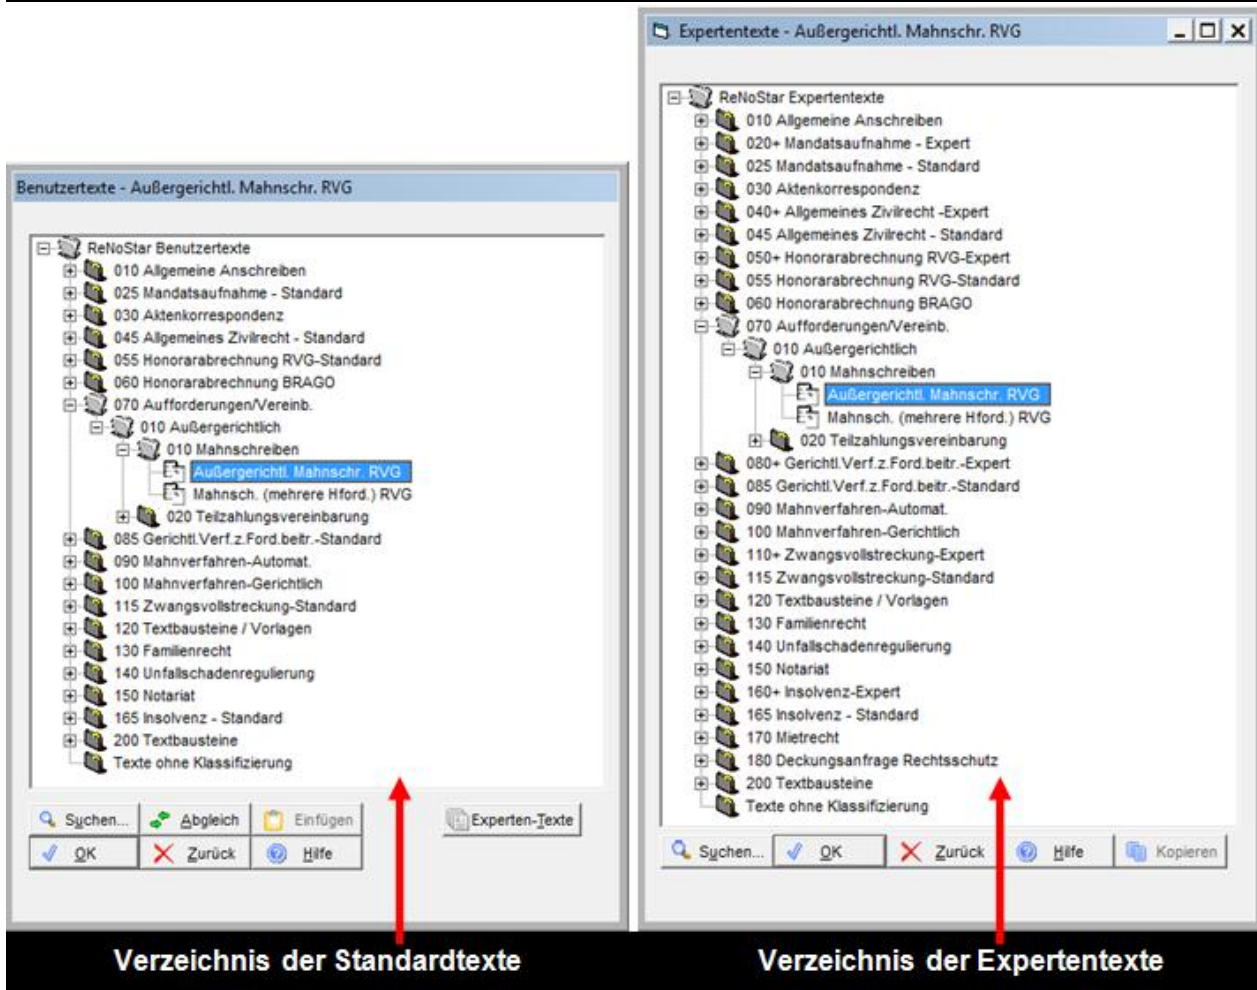 Benutzertexte - Außergerichtl. Mahnschr. RVG
ReNoStar Benutzertexte
010 Allgemeine Anschreiben
025 Mandatsaufnahme - Standard
030 Aktenkorrespondenz
045 Allgemeines Zivilrecht - Standard
055 Honorarabrechnung RVG-Standard
060 Honorarabrechnung BRAGO
070 Aufforderungen/Vereinb.
010 Außergerichtlich
010 Mahnschreiben
Außergerichtl. Mahnschr. RVG
Mahnsch. (mehrere Hford.) RVG
020 Teilzahlungsvereinbarung
085 Gerichtl.Verf.z.Ford.beitr.-Standard
090 Mahnverfahren-Automat.
100 Mahnverfahren-Gerichtlich
115 Zwangsvollstreckung-Standard
120 Textbausteine / Vorlagen
130 Familienrecht
140 Unfallschadenregulierung
150 Notariat
165 Insolvenz - Standard
200 Textbausteine
Texte ohne Klassifizierung
Suchen... Abgleich Einfügen Experten-Texte
OK Zurück Hilfe
Verzeichnis der Standardtexte
Expertentexte - Außergerichtl. Mahnschr. RVG
ReNoStar Expertentexte
010 Allgemeine Anschreiben
020+ Mandatsaufnahme - Expert
025 Mandatsaufnahme - Standard
030 Aktenkorrespondenz
040+ Allgemeines Zivilrecht -Expert
045 Allgemeines Zivilrecht - Standard
050+ Honorarabrechnung RVG-Expert
055 Honorarabrechnung RVG-Standard
060 Honorarabrechnung BRAGO
070 Aufforderungen/Vereinb.
010 Außergerichtlich
010 Mahnschreiben
Außergerichtl. Mahnschr. RVG
Mahnsch. (mehrere Hford.) RVG
020 Teilzahlungsvereinbarung
080+ Gerichtl.Verf.z.Ford.beitr.-Expert
085 Gerichtl.Verf.z.Ford.beitr.-Standard
090 Mahnverfahren-Automat.
100 Mahnverfahren-Gerichtlich
110+ Zwangsvollstreckung-Expert
115 Zwangsvollstreckung-Standard
120 Textbausteine / Vorlagen
130 Familienrecht
140 Unfallschadenregulierung
150 Notariat
160+ Insolvenz-Expert
165 Insolvenz - Standard
170 Mietrecht
180 Deckungsanfrage Rechtsschutz
200 Textbausteine
Texte ohne Klassifizierung
Suchen... OK Zurück Hilfe Kopieren
Verzeichnis der Expertentexte